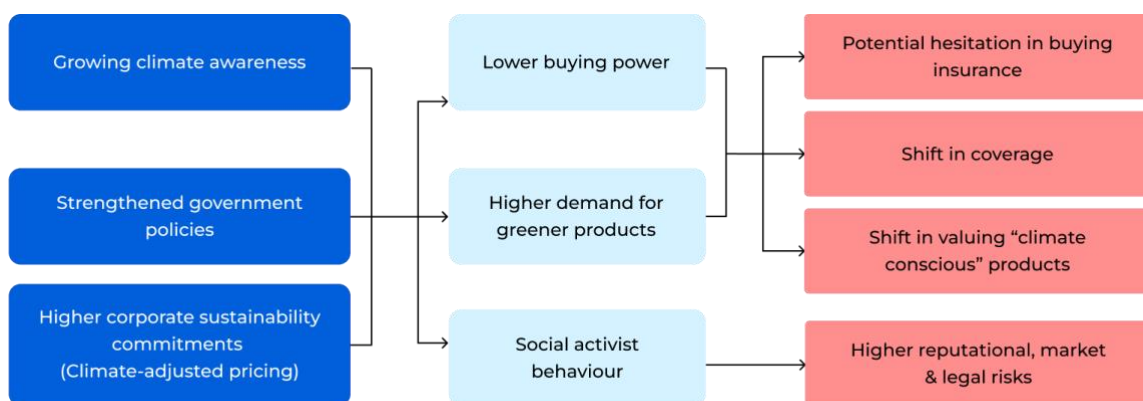 Growing climate awareness
Strengthened government
policies
Higher corporate sustainability
commitments
(Climate-adjusted pricing)
Lower buying power
Higher demand for
greener products
Social activist
behaviour
Potential hesitation in buying
insurance
Shift in coverage
Shift in valuing “climate
conscious” products
Higher reputational, market
& legal risks